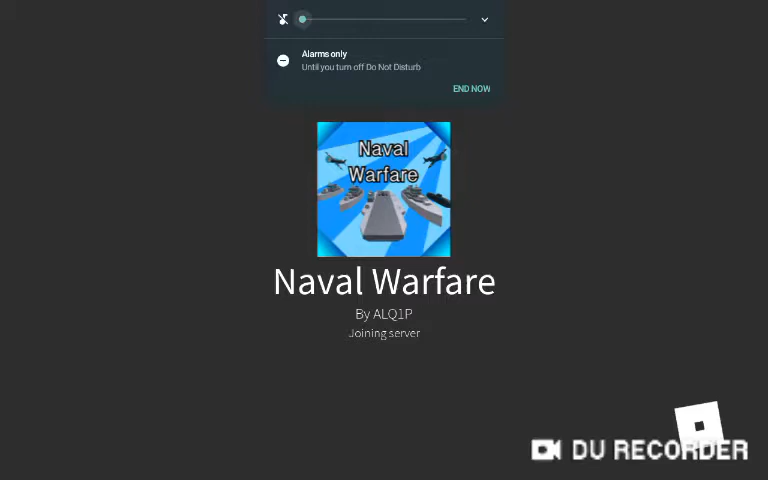 Alarms only
Until you turn off Do Not Disturb
END NOW
Naval
Warfare
Naval Warfare
By ALQ1P
Joining server
DU RECORDER